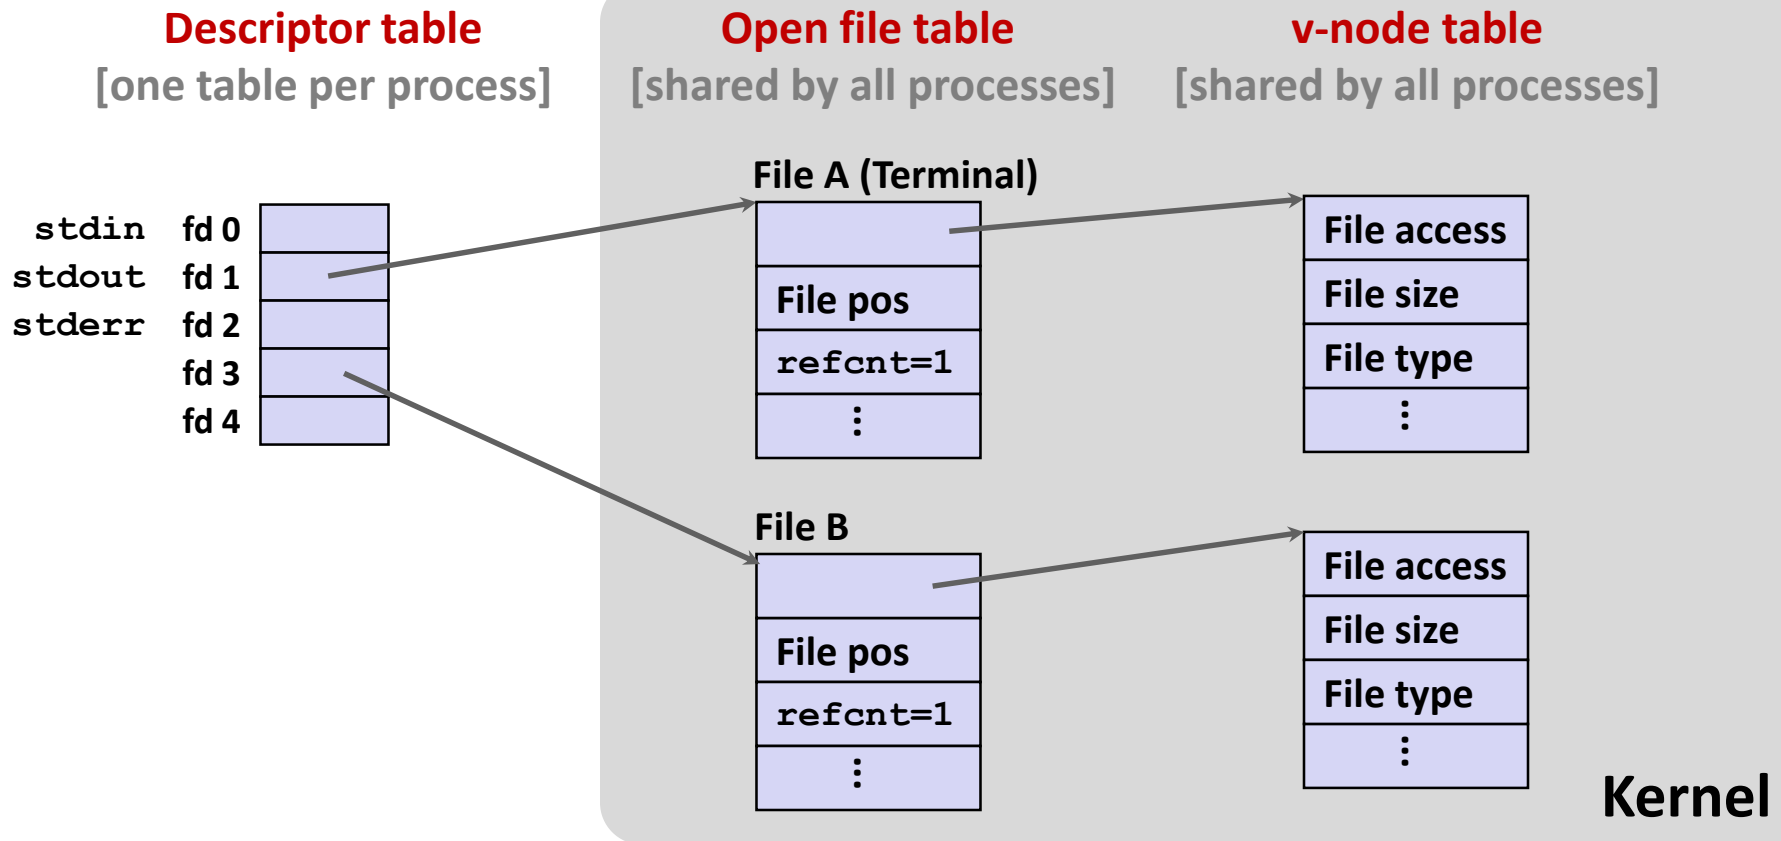 Descriptor table
[one table per process]
Open file table
[shared by all processes]
v-node table
[shared by all processes]
stdin fd 0
stdout fd 1
stderr fd 2
fd 3
fd 4
File A (Terminal)
File pos
refcnt=1
⋮
File access
File size
File type
⋮
File B
File pos
refcnt=1
⋮
File access
File size
File type
⋮
Kernel